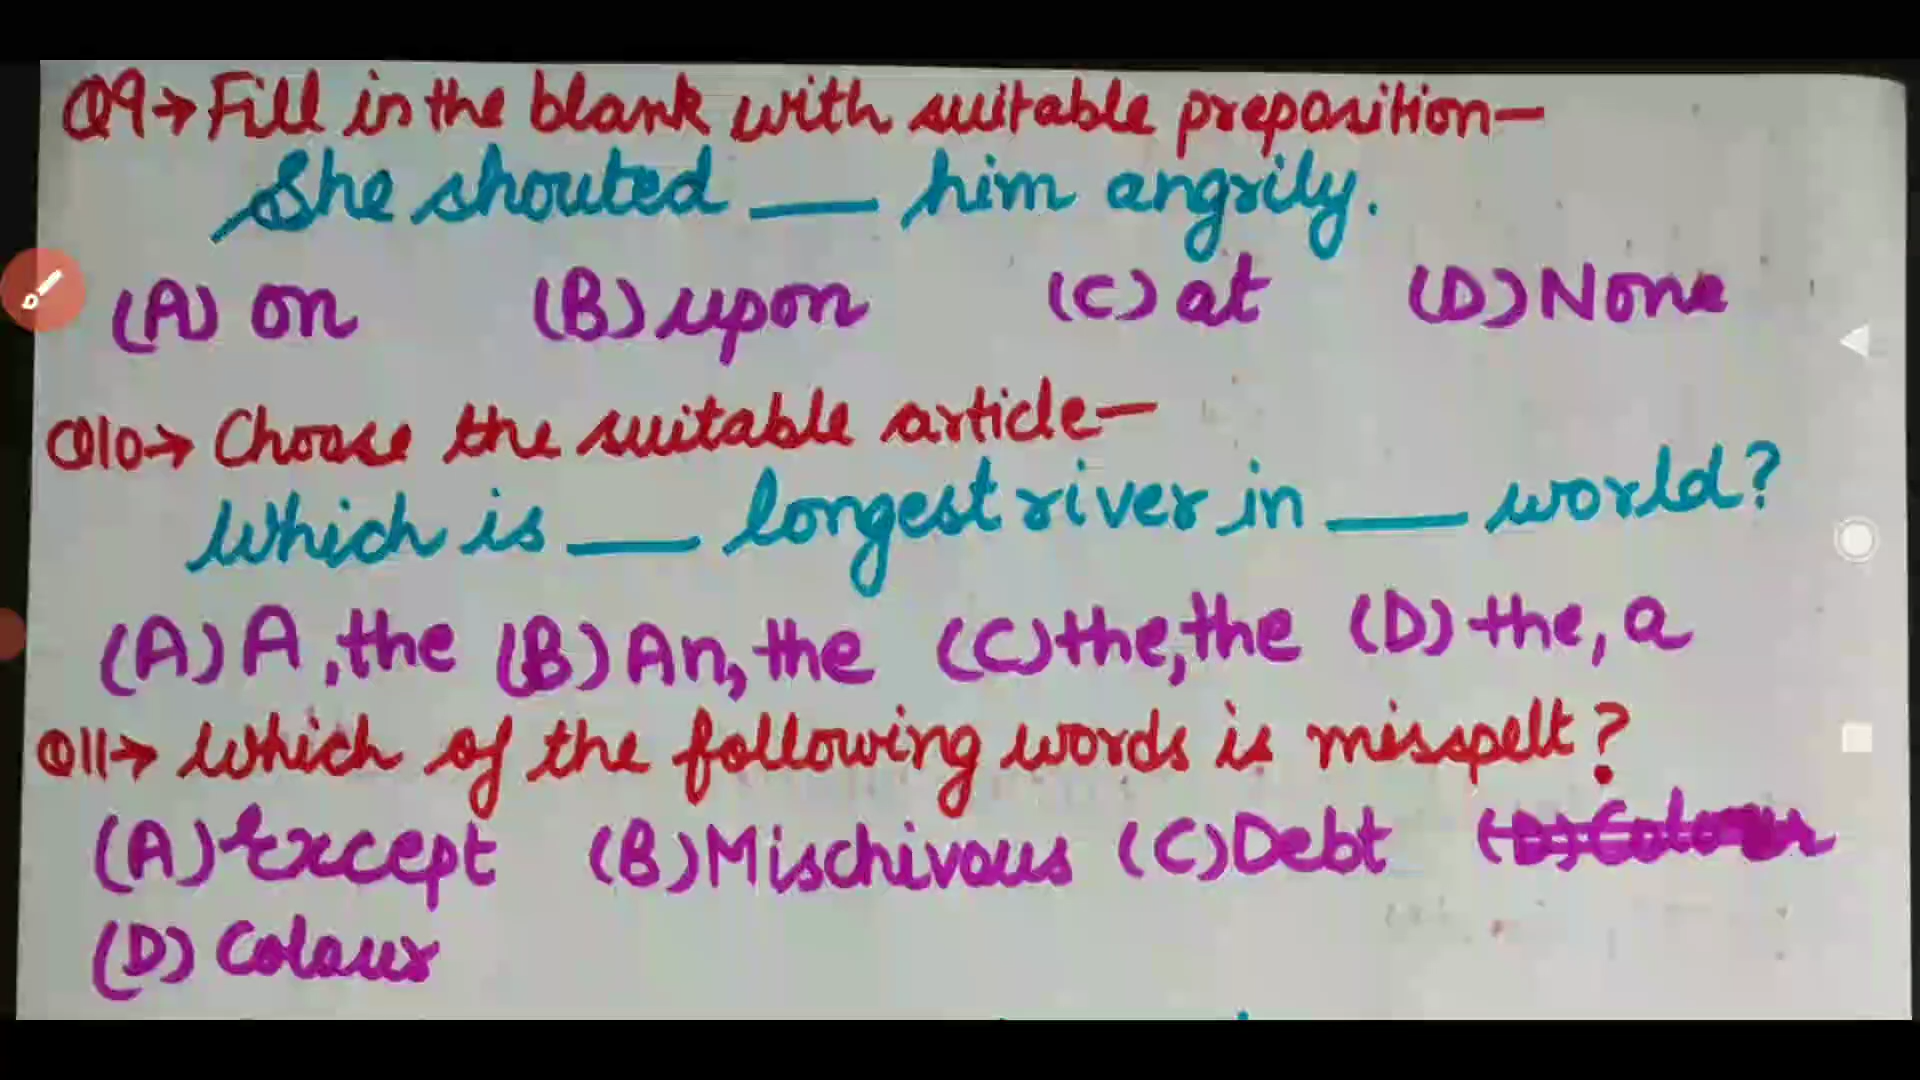 Q9→ Fill in the blank with suitable preposition—
She shouted ___ him angrily.
(A) on (B) upon (C) at (D) None
Q10→ Choose the suitable article—
Which is ___ longest river in ___ world?
(A) A, the (B) An, the (C) the, the (D) the, a
Q11→ Which of the following words is misspelt?
(A) Except (B) Mischivous (C) Debt
(D) Colour